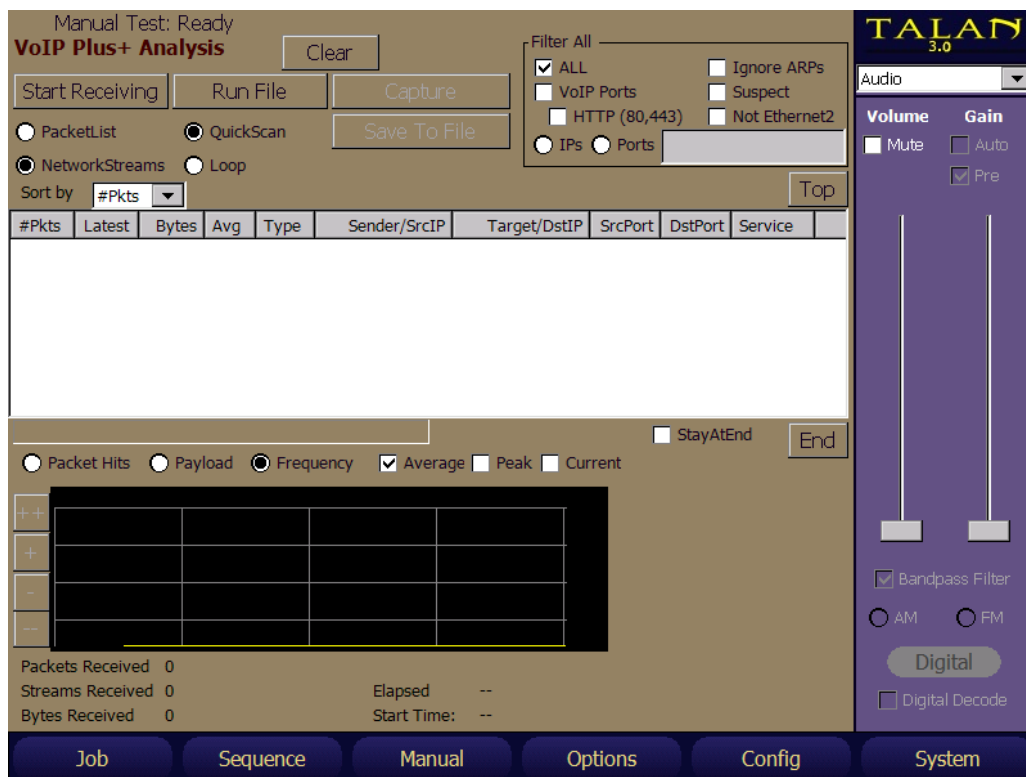 Manual Test: Ready
VoIP Plus+ Analysis
Clear
Start Receiving
Run File
Capture
PacketList
QuickScan
Save To File
NetworkStreams
Loop
Sort by
#Pkts
Filter All
ALL
Ignore ARPs
VoIP Ports
Suspect
HTTP (80,443)
Not Ethernet2
IPs
Ports
Top
#Pkts Latest Bytes Avg Type Sender/SrcIP Target/DstIP SrcPort DstPort Service
StayAtEnd
End
Packet Hits
Payload
Frequency
Average
Peak
Current
++
+
-
--
Packets Received 0
Streams Received 0
Elapsed --
Bytes Received 0
Start Time: --
TALAN
3.0
Audio
Volume Gain
Mute
Auto
Pre
Bandpass Filter
AM
FM
Digital
Digital Decode
Job
Sequence
Manual
Options
Config
System